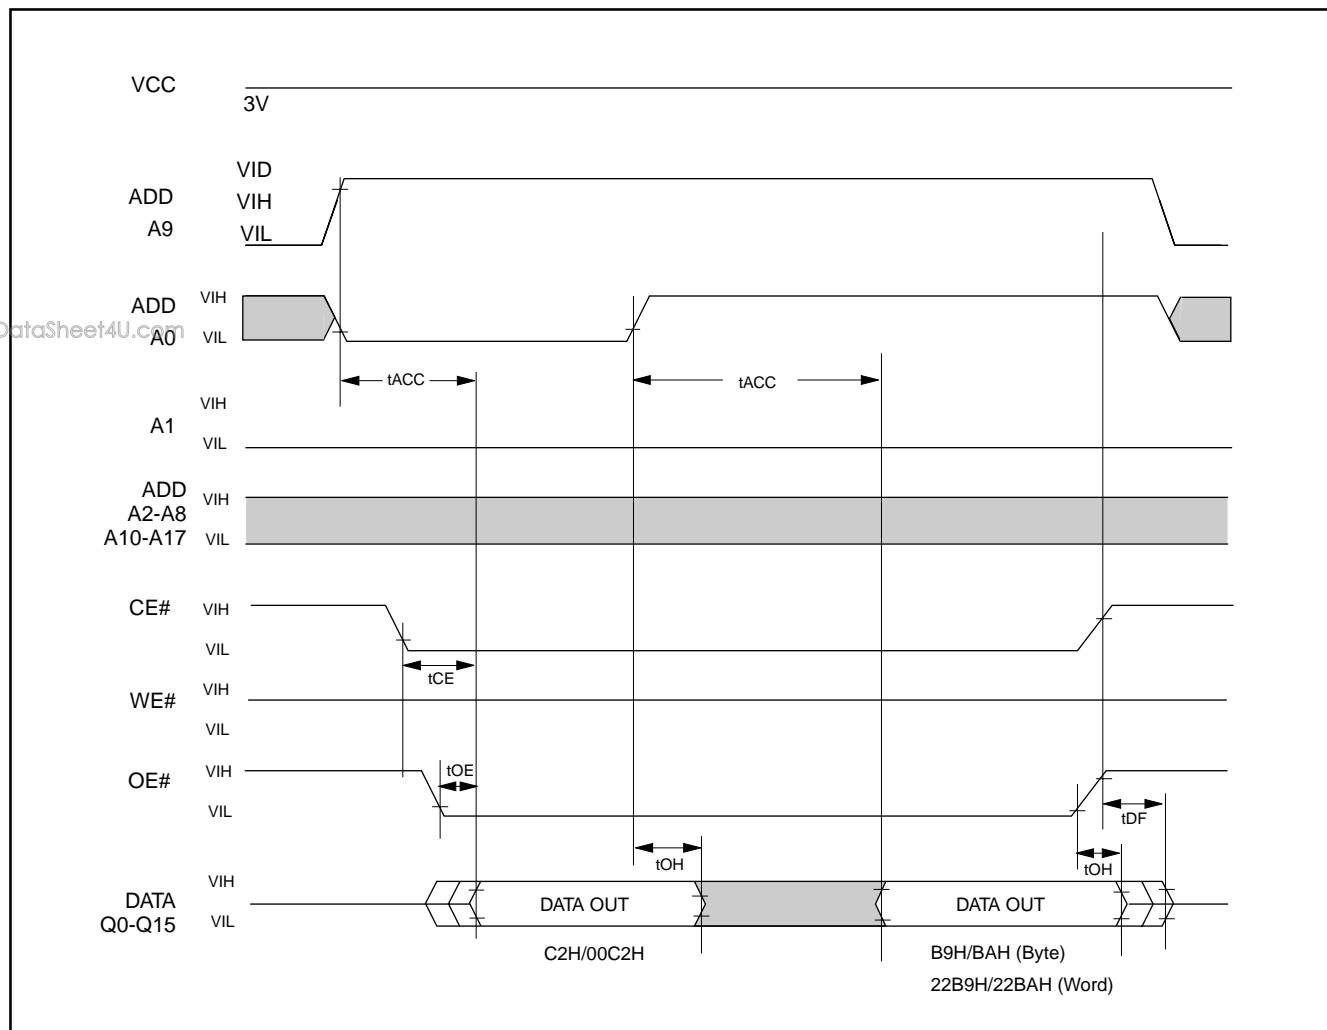 VCC
3V
VID
ADD
VIH
A9
VIL
ADD
VIH
DataSheet4U.com
A0
VIL
tACC
tACC
VIH
A1
VIL
ADD
VIH
A2-A8
A10-A17
VIL
CE#
VIH
VIL
tCE
VIH
WE#
VIL
tOE
VIH
OE#
VIL
tDF
tOH
tOH
VIH
DATA
DATA OUT
DATA OUT
Q0-Q15
VIL
C2H/00C2H
B9H/BAH (Byte)
22B9H/22BAH (Word)